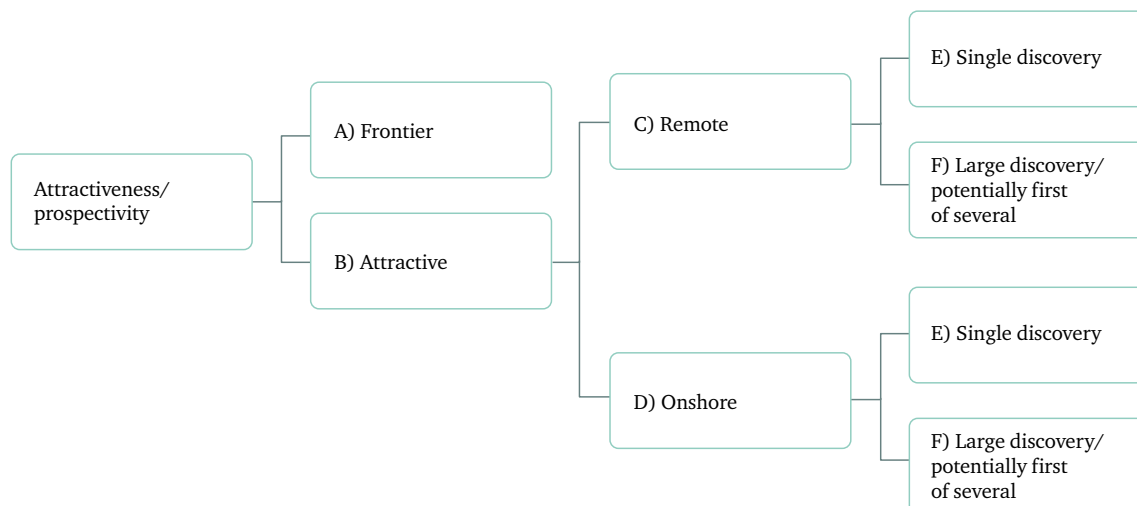 Attractiveness/
prospectivity
A) Frontier
B) Attractive
C) Remote
D) Onshore
E) Single discovery
F) Large discovery/
potentially first
of several
E) Single discovery
F) Large discovery/
potentially first
of several